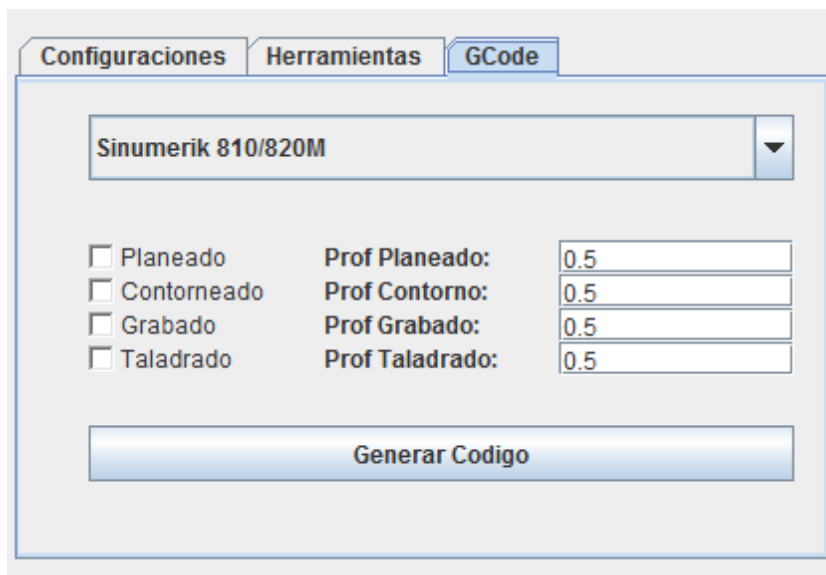 Configuraciones Herramientas GCode
Sinumerik 810/820M
Planeado Prof Planeado: 0.5
Contorneado Prof Contorno: 0.5
Grabado Prof Grabado: 0.5
Taladrado Prof Taladrado: 0.5
Generar Codigo